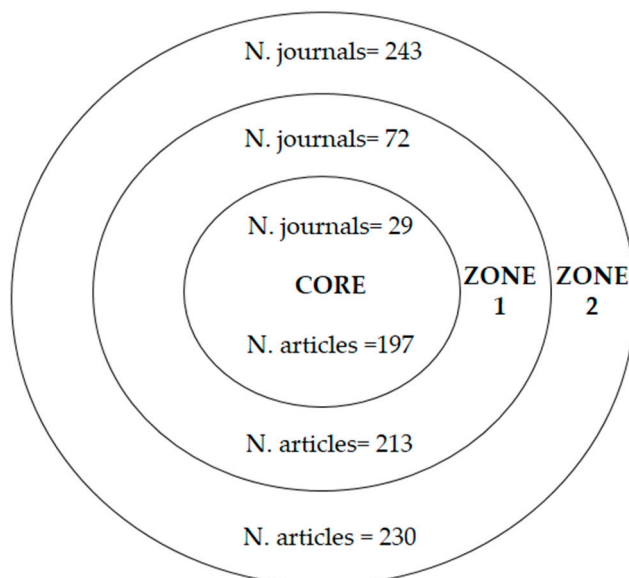 N. journals= 243
N. journals= 72
N. journals= 29
CORE
ZONE
1
ZONE
2
N. articles =197
N. articles= 213
N. articles = 230